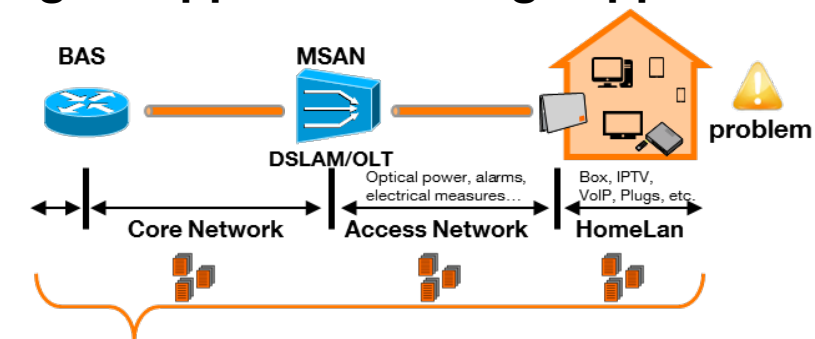 BAS
MSAN
problem
DSLAM/OLT
Optical power, alarms,
electrical measures...
Box, IPTV,
VoIP, Plugs, etc.
Core Network
Access Network
HomeLan